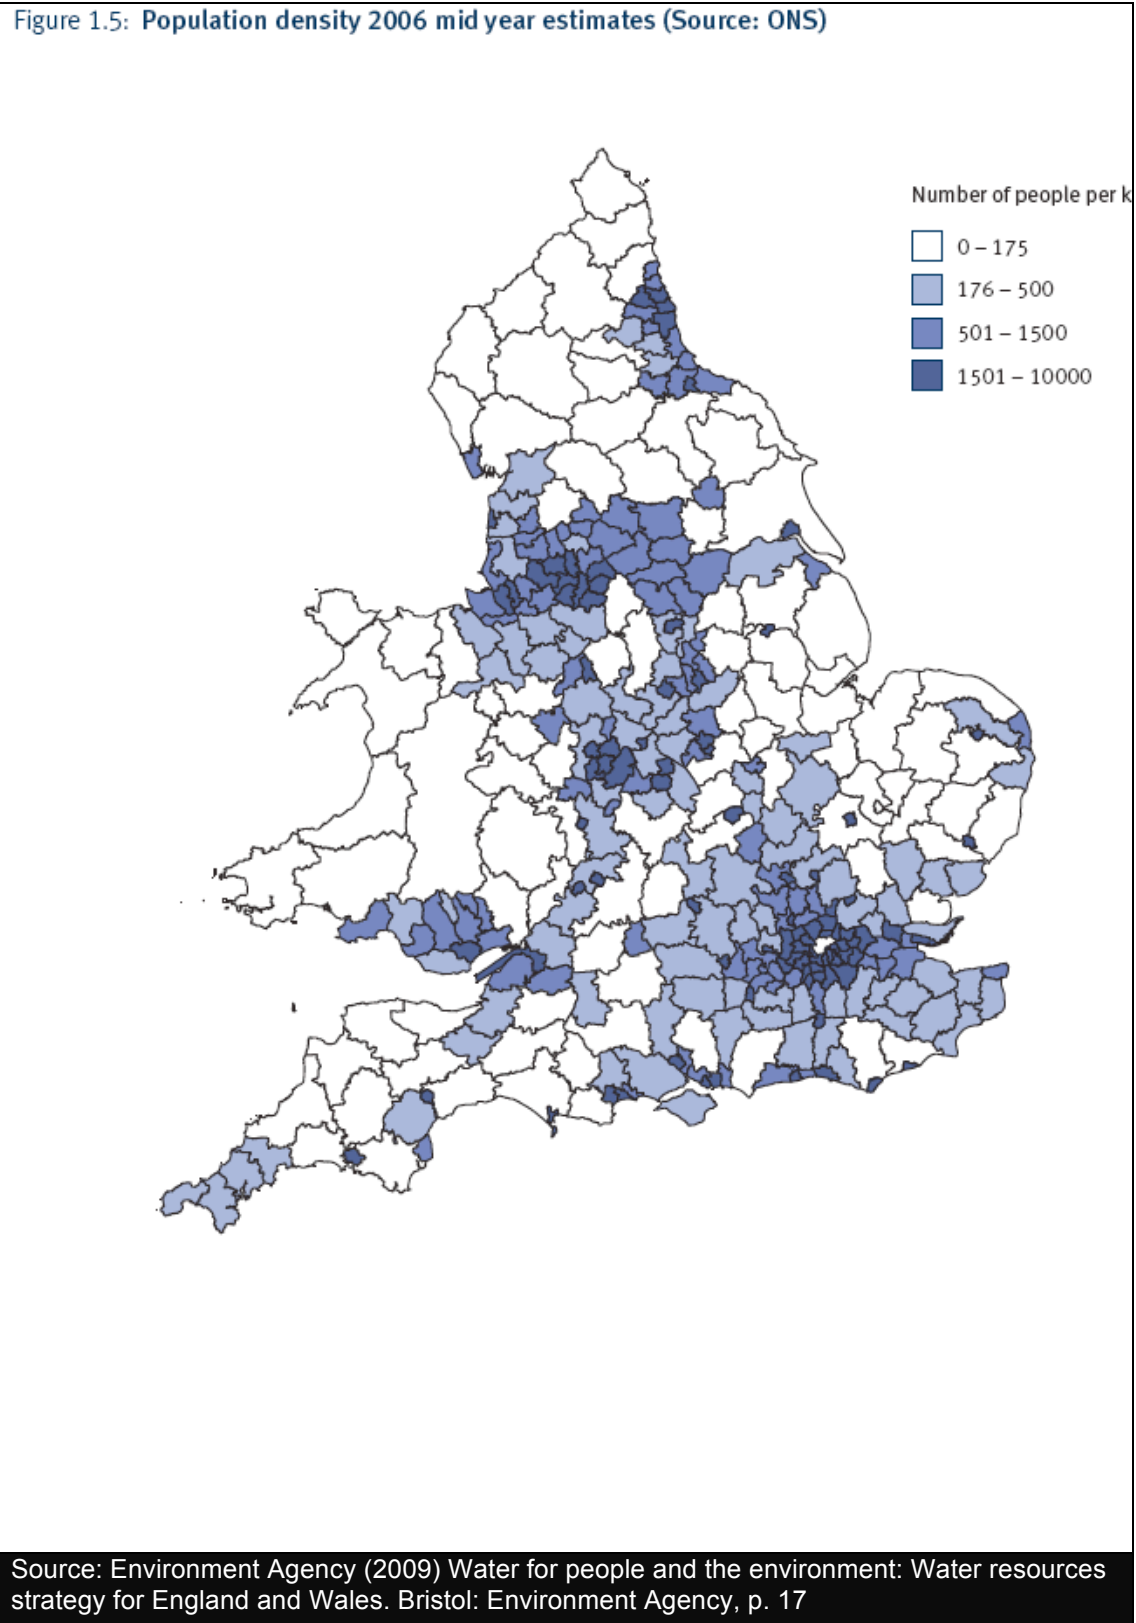 Figure 1.5: Population density 2006 mid year estimates (Source: ONS)
Number of people per k
0 – 175
176 – 500
501 – 1500
1501 – 10000
Source: Environment Agency (2009) Water for people and the environment: Water resources
strategy for England and Wales. Bristol: Environment Agency, p. 17